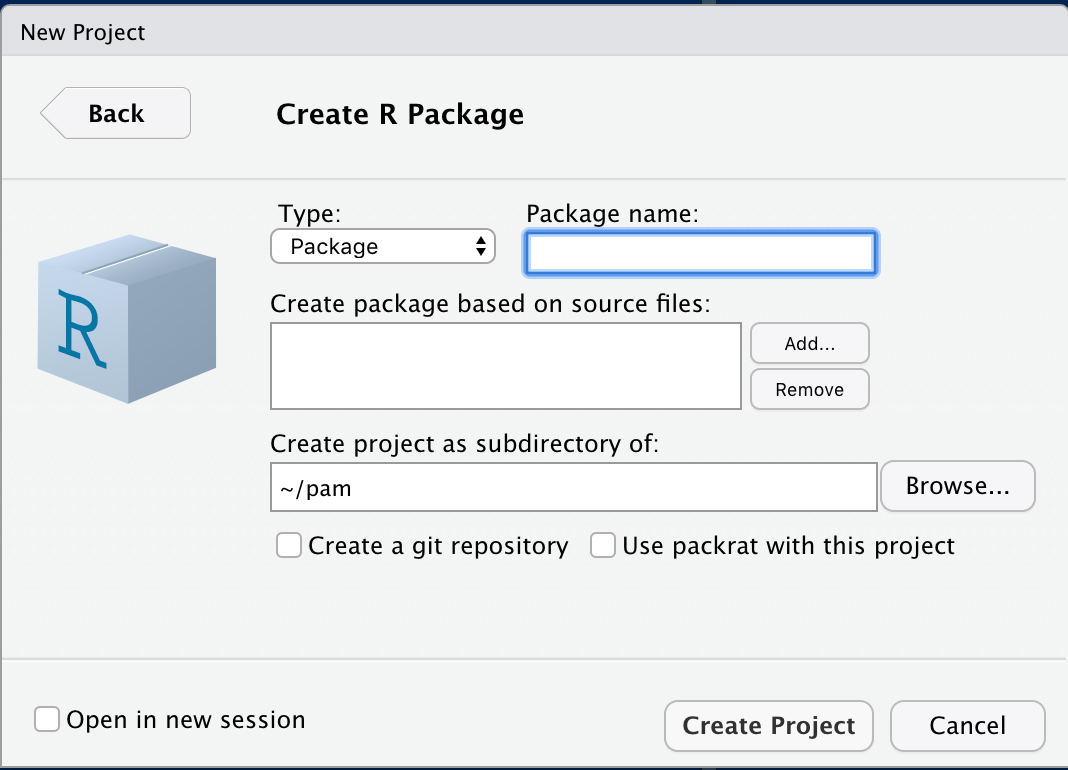 New Project
Back
Create R Package
Type:
Package name:
Package
R
Create package based on source files:
Add...
Remove
Create project as subdirectory of:
~/pam
Browse...
Create a git repository
Use packrat with this project
Open in new session
Create Project
Cancel